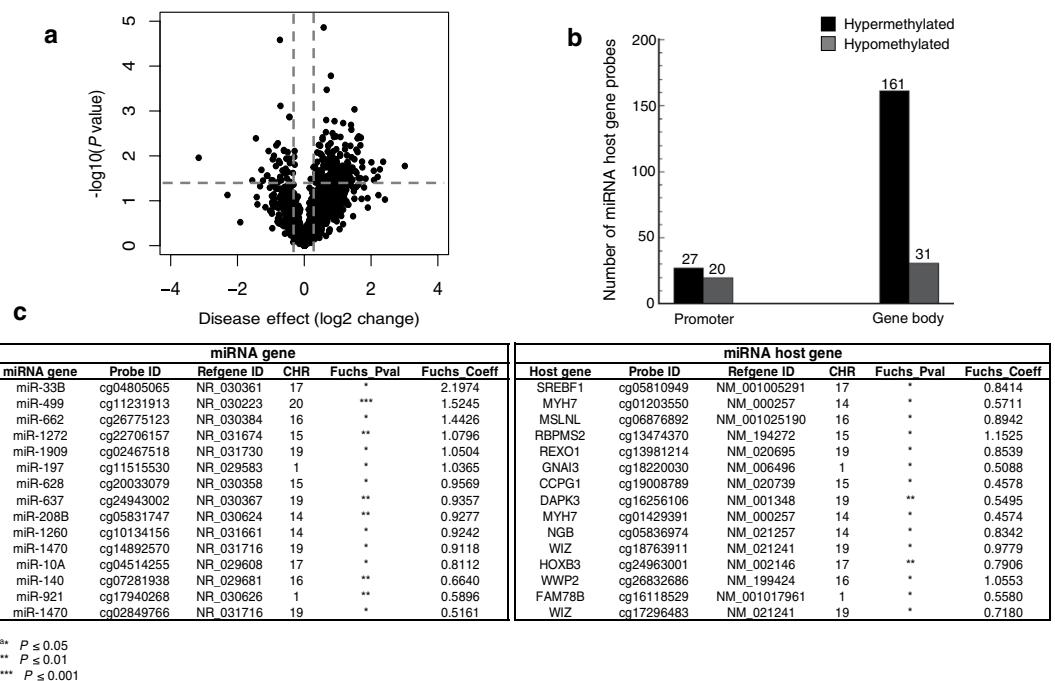 a
5
4
3
2
1
0
-log10(P value)
−4 −2 0 2 4
Disease effect (log2 change)
b
Hypermethylated
Hypomethylated
Number of miRNA host gene probes
200
150
100
50
0
27 20
161
31
Promoter Gene body
c
miRNA gene
miRNA gene Probe ID Refgene ID CHR Fuchs_Pval Fuchs_Coeff
miR-33B cg04805065 NR_030361 17 * 2.1974
miR-499 cg11231913 NR_030223 20 *** 1.5245
miR-662 cg26775123 NR_030384 16 * 1.4426
miR-1272 cg22706157 NR_031674 15 ** 1.0796
miR-1909 cg02467518 NR_031730 19 * 1.0504
miR-197 cg11515530 NR_029583 1 * 1.0365
miR-628 cg20033079 NR_030358 15 * 0.9569
miR-637 cg24943002 NR_030367 19 ** 0.9357
miR-208B cg05831747 NR_030624 14 ** 0.9277
miR-1260 cg10134156 NR_031661 14 * 0.9242
miR-1470 cg14892570 NR_031716 19 * 0.9118
miR-10A cg04514255 NR_029608 17 * 0.8112
miR-140 cg07281938 NR_029681 16 ** 0.6640
miR-921 cg17940268 NR_030626 1 ** 0.5896
miR-1470 cg02849766 NR_031716 19 * 0.5161
miRNA host gene
Host gene Probe ID Refgene ID CHR Fuchs_Pval Fuchs_Coeff
SREBF1 cg05810949 NM_001005291 17 * 0.8414
MYH7 cg01203550 NM_000257 14 * 0.5711
MSLNL cg06876892 NM_001025190 16 * 0.8942
RBPMS2 cg13474370 NM_194272 15 * 1.1525
REXO1 cg13981214 NM_020695 19 * 0.8539
GNAI3 cg18220030 NM_006496 1 * 0.5088
CCPG1 cg19008789 NM_020739 15 * 0.4578
DAPK3 cg16256106 NM_001348 19 ** 0.5495
MYH7 cg01429391 NM_000257 14 * 0.4574
NGB cg05836974 NM_021257 14 * 0.8342
WIZ cg18763911 NM_021241 19 * 0.9779
HOXB3 cg24963001 NM_002146 17 ** 0.7906
WWP2 cg26832686 NM_199424 16 * 1.0553
FAM78B cg16118529 NM_001017961 1 * 0.5580
WIZ cg17296483 NM_021241 19 * 0.7180
a* P ≤ 0.05
** P ≤ 0.01
*** P ≤ 0.001